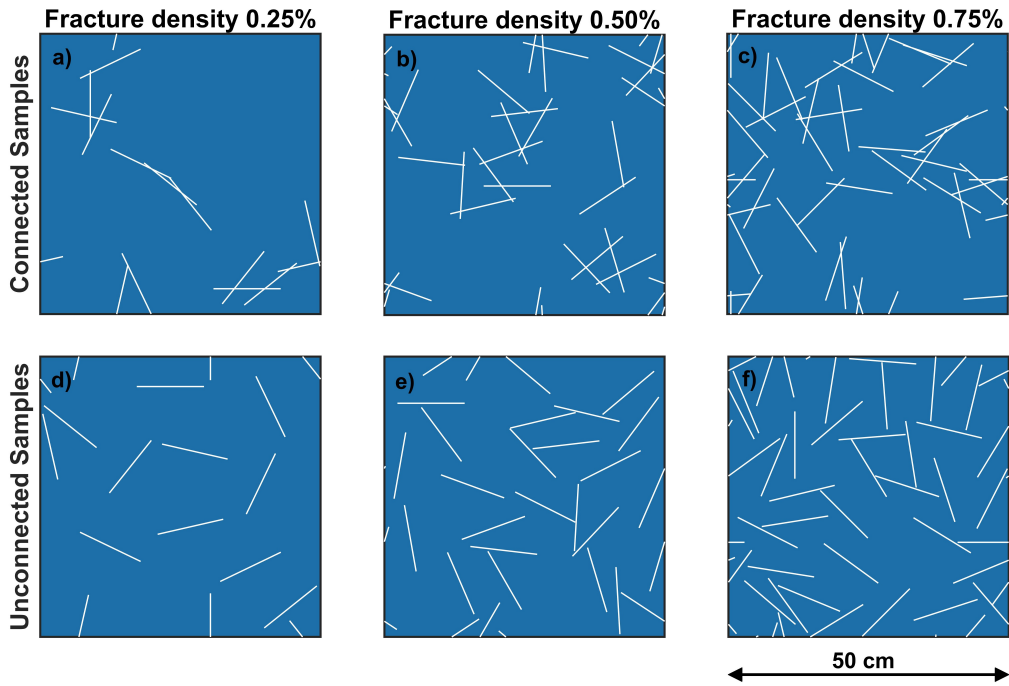 Fracture density 0.25%
Fracture density 0.50%
Fracture density 0.75%
Connected Samples
a)
b)
c)
Unconnected Samples
d)
e)
f)
50 cm